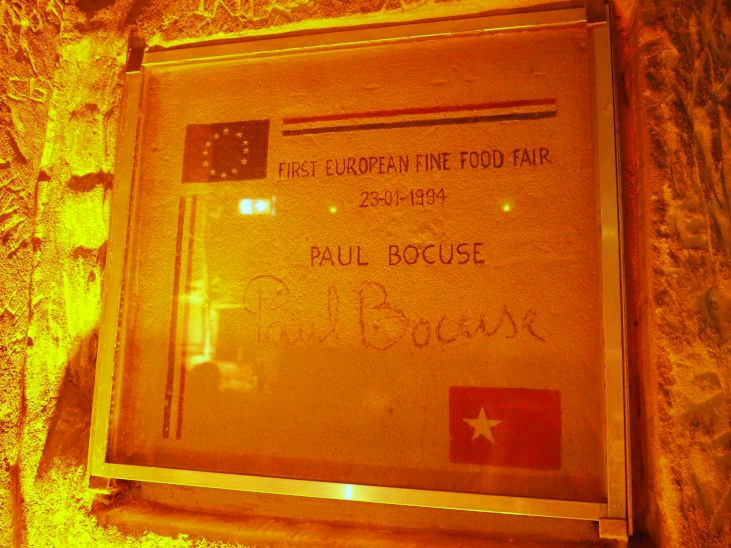 FIRST EUROPEAN FINE FOOD FAIR
23-01-1994
PAUL BOCUSE
Paul Bocuse